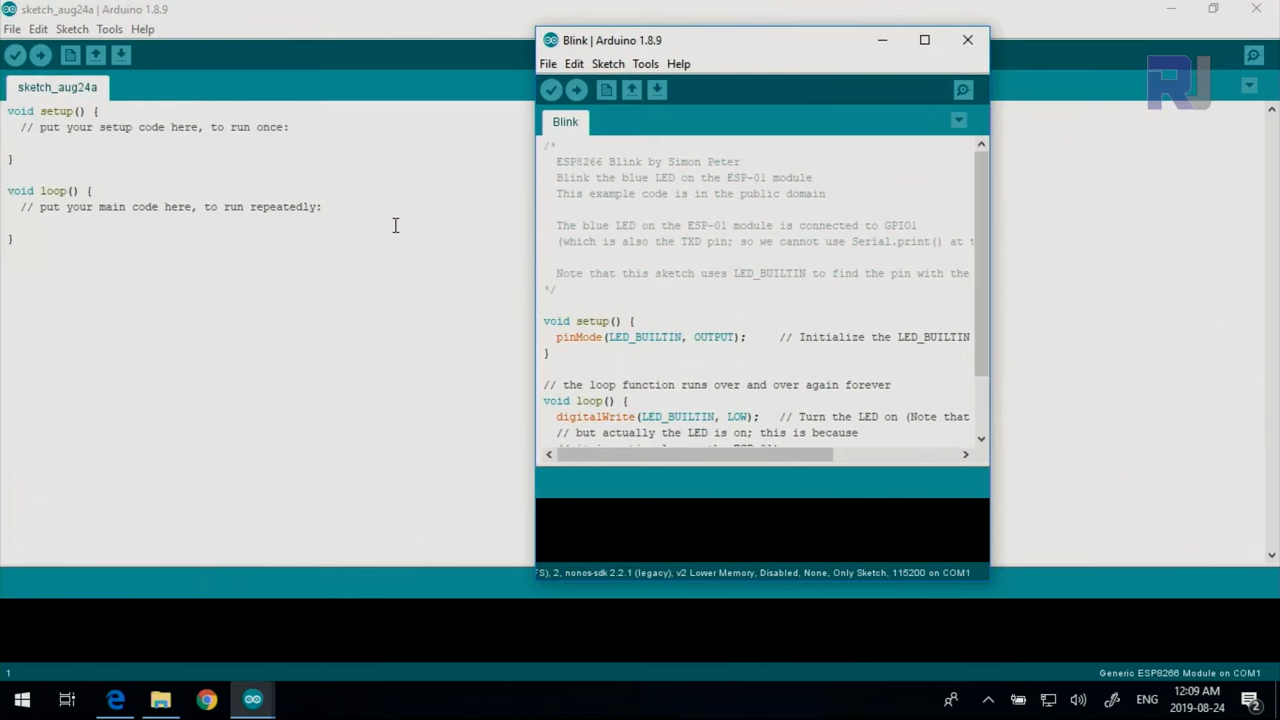 sketch_aug24a | Arduino 1.8.9
File Edit Sketch Tools Help
sketch_aug24a
void setup() {
// put your setup code here, to run once:
}
void loop() {
// put your main code here, to run repeatedly:
}
Blink | Arduino 1.8.9
File Edit Sketch Tools Help
RJ
Blink
/*
ESP8266 Blink by Simon Peter
Blink the blue LED on the ESP-01 module
This example code is in the public domain
The blue LED on the ESP-01 module is connected to GPIO1
(which is also the TXD pin; so we cannot use Serial.print() at t
Note that this sketch uses LED_BUILTIN to find the pin with the
*/
void setup() {
pinMode(LED_BUILTIN, OUTPUT); // Initialize the LED_BUILTIN
}
// the loop function runs over and over again forever
void loop() {
digitalWrite(LED_BUILTIN, LOW); // Turn the LED on (Note that
// but actually the LED is on; this is because
FS), 2, nonos-sdk 2.2.1 (legacy), v2 Lower Memory, Disabled, None, Only Sketch, 115200 on COM1
1
Generic ESP8266 Module on COM1
ENG
12:09 AM
2019-08-24
2